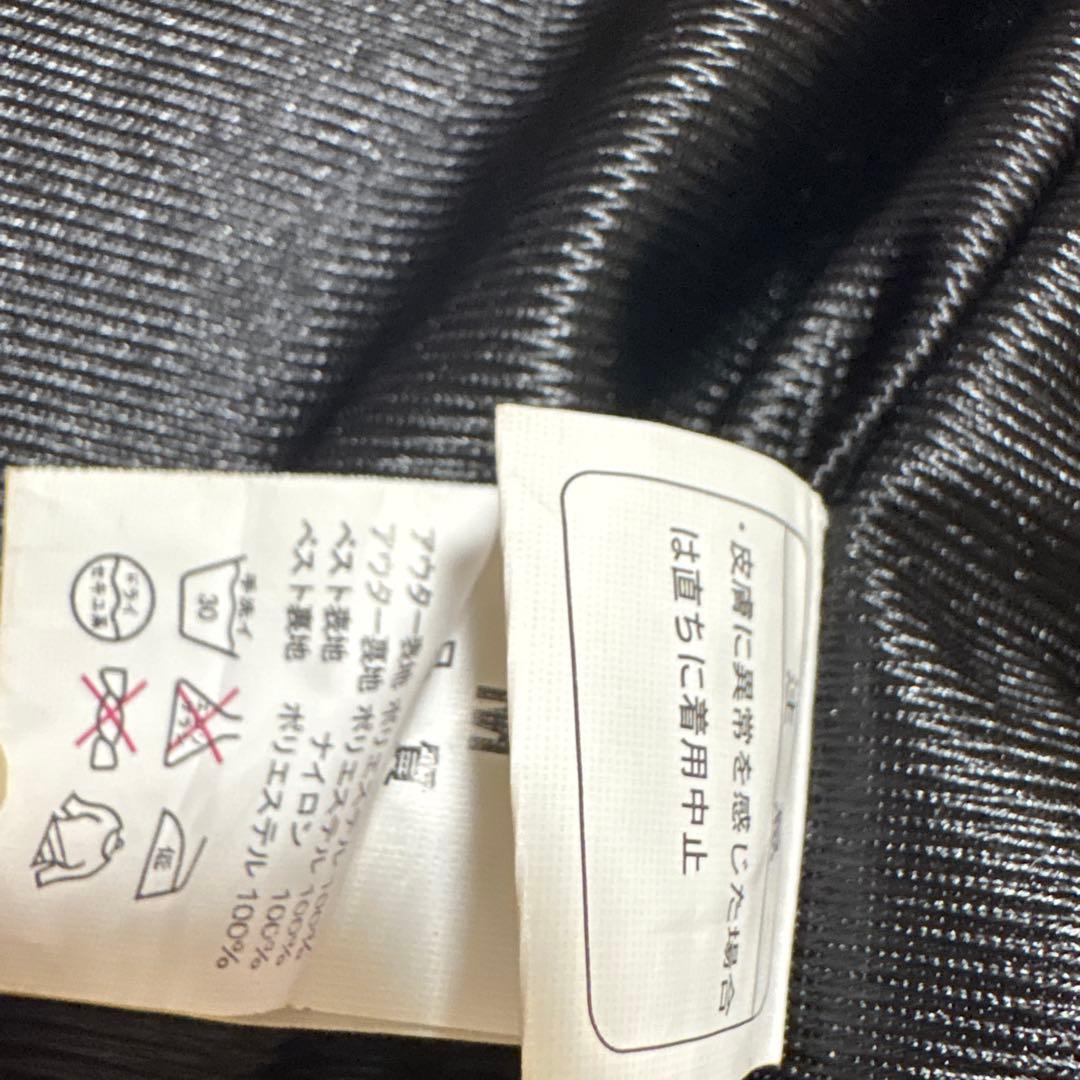 アウター表地 ポリエステル 100%
アウター裏地 ポリエステル 100%
ベスト表地 ナイロン 100%
ベスト裏地 ポリエステル 100%
手洗イ
30
ドライ
セキユ系
低
M
・皮膚に異常を感じた場合
は直ちに着用中止